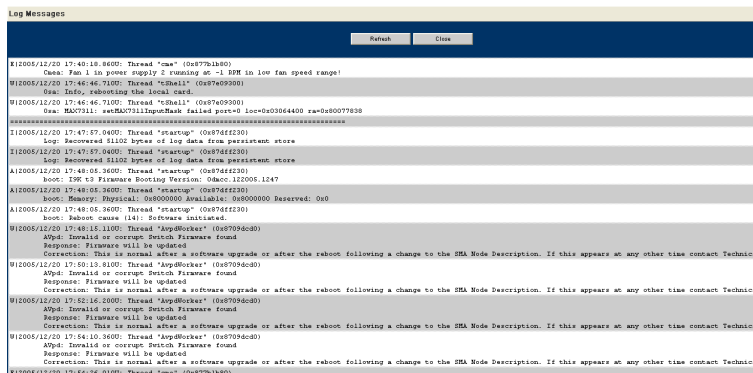 Log Messages
Refresh Close
X|2005/12/20 17:40:18.860U: Thread "cme" (0x877b1b80)
Cmea: Fan 1 in power supply 2 running at -1 RPM in low fan speed range!
W|2005/12/20 17:46:46.710U: Thread "tShell" (0x87e09300)
Osa: Info, rebooting the local card.
W|2005/12/20 17:46:46.710U: Thread "tShell" (0x87e09300)
Osa: MAX7311: setMAX7311InputMask failed port=0 loc=0x03064400 ra=0x80077838
================================================================================
I|2005/12/20 17:47:57.040U: Thread "startup" (0x87dff230)
Log: Recovered 51102 bytes of log data from persistent store
I|2005/12/20 17:47:57.040U: Thread "startup" (0x87dff230)
Log: Recovered 51102 bytes of log data from persistent store
A|2005/12/20 17:48:05.360U: Thread "startup" (0x87dff230)
boot: I9K t3 Firmware Booting Version: 0dmcc.122005.1247
A|2005/12/20 17:48:05.360U: Thread "startup" (0x87dff230)
boot: Memory: Physical: 0x8000000 Available: 0x8000000 Reserved: 0x0
A|2005/12/20 17:48:05.360U: Thread "startup" (0x87dff230)
boot: Reboot cause (14): Software initiated.
W|2005/12/20 17:48:15.110U: Thread "AvpdWorker" (0x8709dcd0)
AVpd: Invalid or corrupt Switch Firmware found
Response: Firmware will be updated
Correction: This is normal after a software upgrade or after the reboot following a change to the SMA Node Description. If this appears at any other time contact Technic
W|2005/12/20 17:50:13.810U: Thread "AvpdWorker" (0x8709dcd0)
AVpd: Invalid or corrupt Switch Firmware found
Response: Firmware will be updated
Correction: This is normal after a software upgrade or after the reboot following a change to the SMA Node Description. If this appears at any other time contact Technic
W|2005/12/20 17:52:16.200U: Thread "AvpdWorker" (0x8709dcd0)
AVpd: Invalid or corrupt Switch Firmware found
Response: Firmware will be updated
Correction: This is normal after a software upgrade or after the reboot following a change to the SMA Node Description. If this appears at any other time contact Technic
W|2005/12/20 17:54:10.360U: Thread "AvpdWorker" (0x8709dcd0)
AVpd: Invalid or corrupt Switch Firmware found
Response: Firmware will be updated
Correction: This is normal after a software upgrade or after the reboot following a change to the SMA Node Description. If this appears at any other time contact Technic